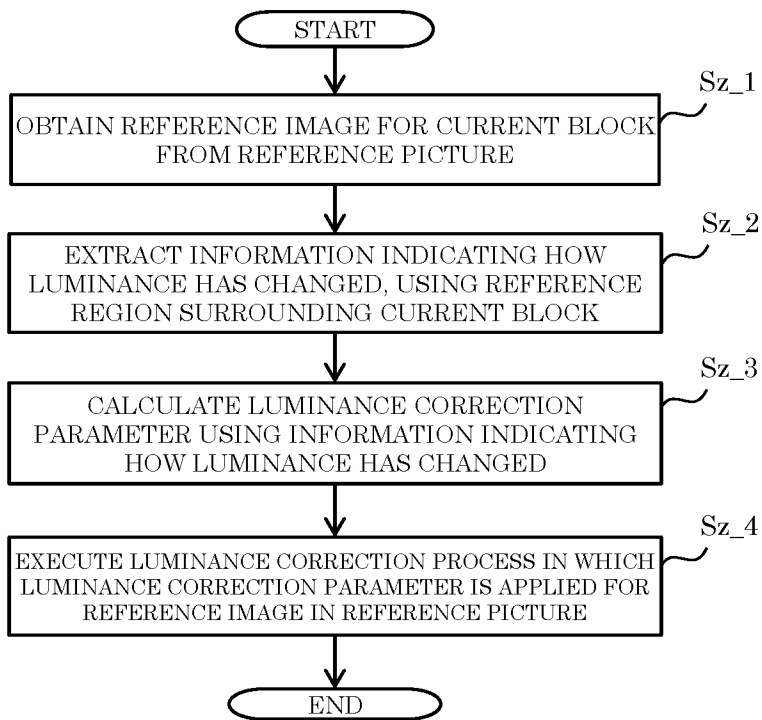 START
Sz_1
OBTAIN REFERENCE IMAGE FOR CURRENT BLOCK
FROM REFERENCE PICTURE
Sz_2
EXTRACT INFORMATION INDICATING HOW
LUMINANCE HAS CHANGED, USING REFERENCE
REGION SURROUNDING CURRENT BLOCK
Sz_3
CALCULATE LUMINANCE CORRECTION
PARAMETER USING INFORMATION INDICATING
HOW LUMINANCE HAS CHANGED
Sz_4
EXECUTE LUMINANCE CORRECTION PROCESS IN WHICH
LUMINANCE CORRECTION PARAMETER IS APPLIED FOR
REFERENCE IMAGE IN REFERENCE PICTURE
END